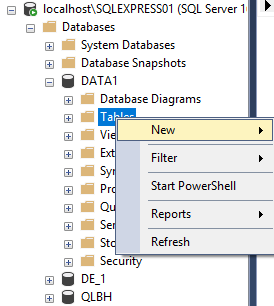 localhost\SQLEXPRESS01 (SQL Server 1
Databases
System Databases
Database Snapshots
DATA1
Database Diagrams
Tables
New
Vie
Ext
Filter
Syr
Start PowerShell
Pro
Qu
Reports
Ser
Sto
Refresh
Security
DE_1
QLBH